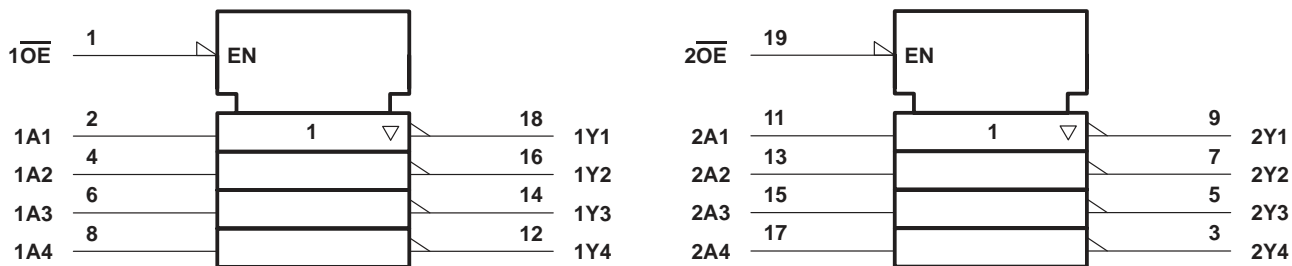 1O̅E̅ 1 EN 2O̅E̅ 19 EN
1A1 2 1 ▽ 18 1Y1 2A1 11 1 ▽ 9 2Y1
1A2 4 16 1Y2 2A2 13 7 2Y2
1A3 6 14 1Y3 2A3 15 5 2Y3
1A4 8 12 1Y4 2A4 17 3 2Y4